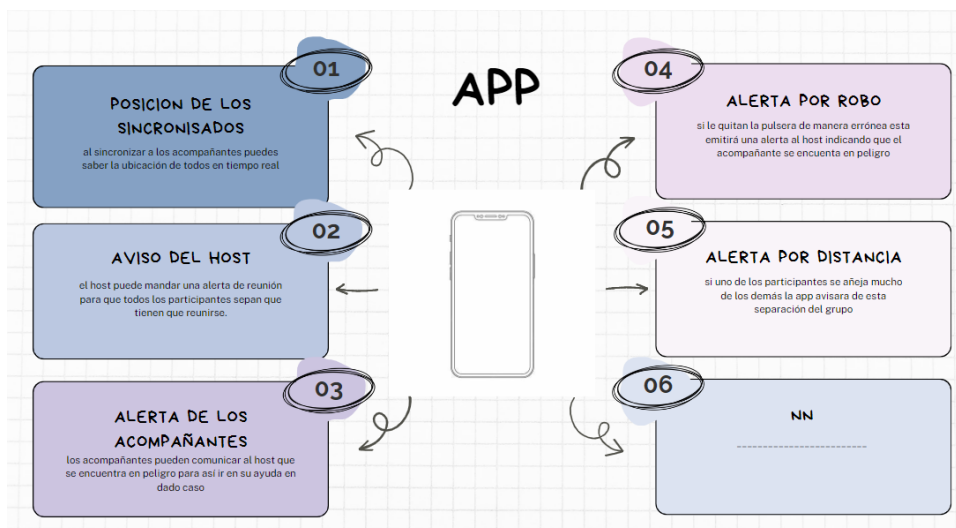 APP
01
POSICION DE LOS
SINCRONISADOS
al sincronizar a los acompañantes puedes
saber la ubicación de todos en tiempo real
02
AVISO DEL HOST
el host puede mandar una alerta de reunión
para que todos los participantes sepan que
tienen que reunirse.
03
ALERTA DE LOS
ACOMPAÑANTES
los acompañantes pueden comunicar al host que
se encuentra en peligro para así ir en su ayuda en
dado caso
04
ALERTA POR ROBO
si le quitan la pulsera de manera errónea esta
emitirá una alerta al host indicando que el
acompañante se encuenta en peligro
05
ALERTA POR DISTANCIA
si uno de los participantes se añeja mucho
de los demás la app avisara de esta
separación del grupo
06
NN
-------------------------